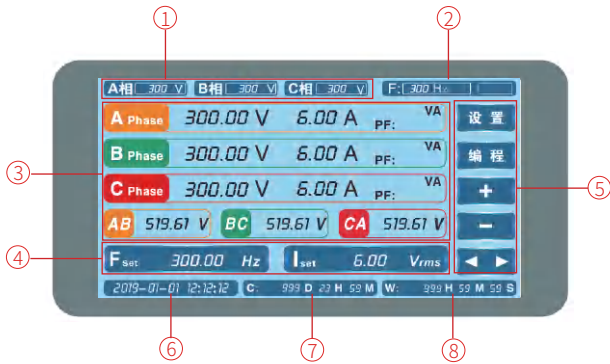 ① ②
A相 300 V B相 300 V C相 300 V F: 300 Hz
A Phase 300.00 V 6.00 A PF: VA 设 置
B Phase 300.00 V 6.00 A PF: VA 编 程
③ C Phase 300.00 V 6.00 A PF: VA + ⑤
AB 519.61 V BC 519.61 V CA 519.61 V −
④ Fset 300.00 Hz Iset 6.00 Vrms ◀ ▶
2019-01-01 12:12:12 C: 999 D 23 H 59 M W: 999 H 59 M 59 S
⑥ ⑦ ⑧